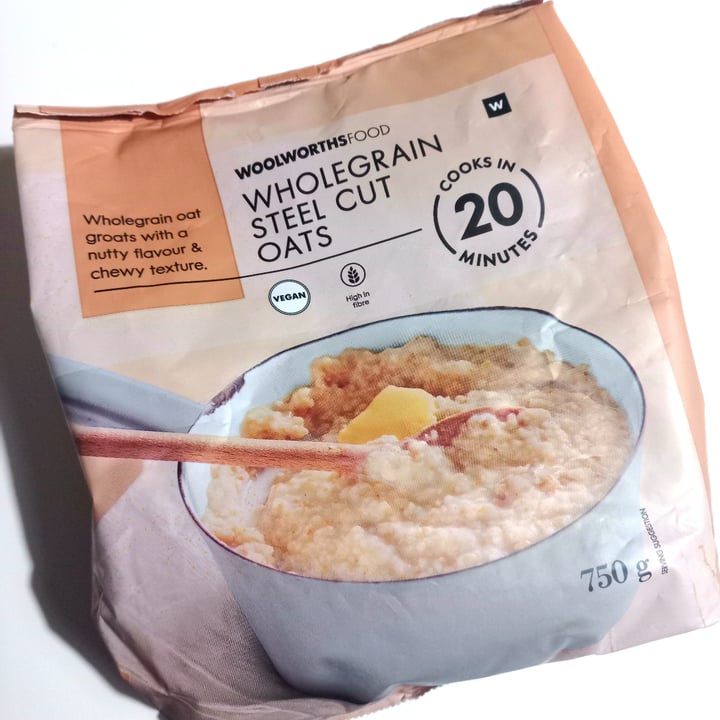 W
WOOLWORTHSFOOD
WHOLEGRAIN
STEEL CUT
OATS
COOKS IN
20
MINUTES
Wholegrain oat
groats with a
nutty flavour &
chewy texture.
VEGAN
High in
fibre
SERVING SUGGESTION
750 g